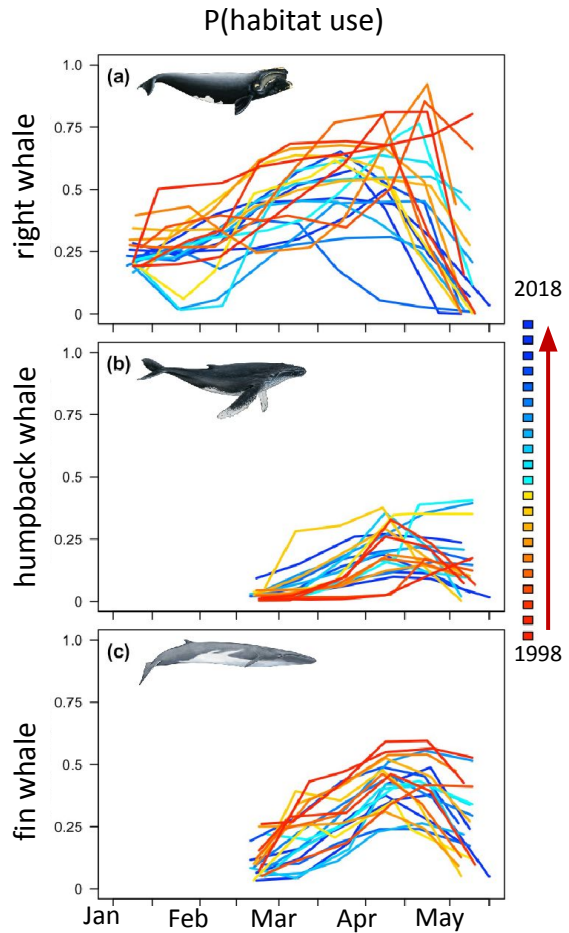 P(habitat use)
right whale
1.0
(a)
0.75
0.5
0.25
0
humpback whale
1.0
(b)
0.75
0.5
0.25
0
fin whale
1.0
(c)
0.75
0.5
0.25
0
Jan Feb Mar Apr May
2018
1998